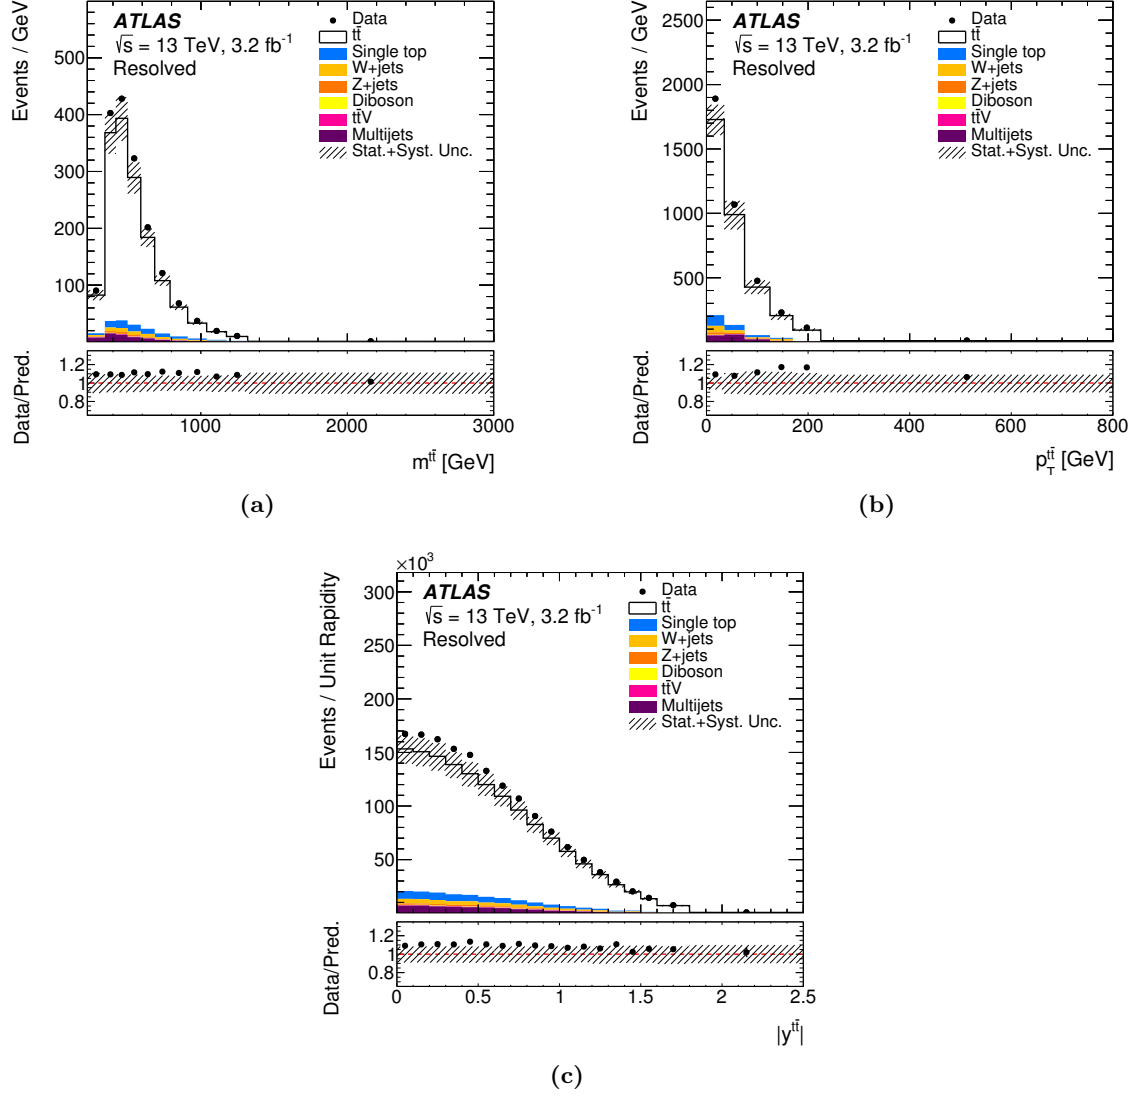 Events / GeV
600
500
400
300
200
100
ATLAS
√s = 13 TeV, 3.2 fb⁻¹
Resolved
Data
tt̄
Single top
W+jets
Z+jets
Diboson
tt̄V
Multijets
Stat.+Syst. Unc.
Data/Pred.
1.2
1
0.8
1000 2000 3000
m^{tt̄} [GeV]
(a)
Events / GeV
2500
2000
1500
1000
500
ATLAS
√s = 13 TeV, 3.2 fb⁻¹
Resolved
Data
tt̄
Single top
W+jets
Z+jets
Diboson
tt̄V
Multijets
Stat.+Syst. Unc.
Data/Pred.
1.2
1
0.8
0 200 400 600 800
p_T^{tt̄} [GeV]
(b)
×10³
Events / Unit Rapidity
300
250
200
150
100
50
ATLAS
√s = 13 TeV, 3.2 fb⁻¹
Resolved
Data
tt̄
Single top
W+jets
Z+jets
Diboson
tt̄V
Multijets
Stat.+Syst. Unc.
Data/Pred.
1.2
1
0.8
0 0.5 1 1.5 2 2.5
|y^{tt̄}|
(c)